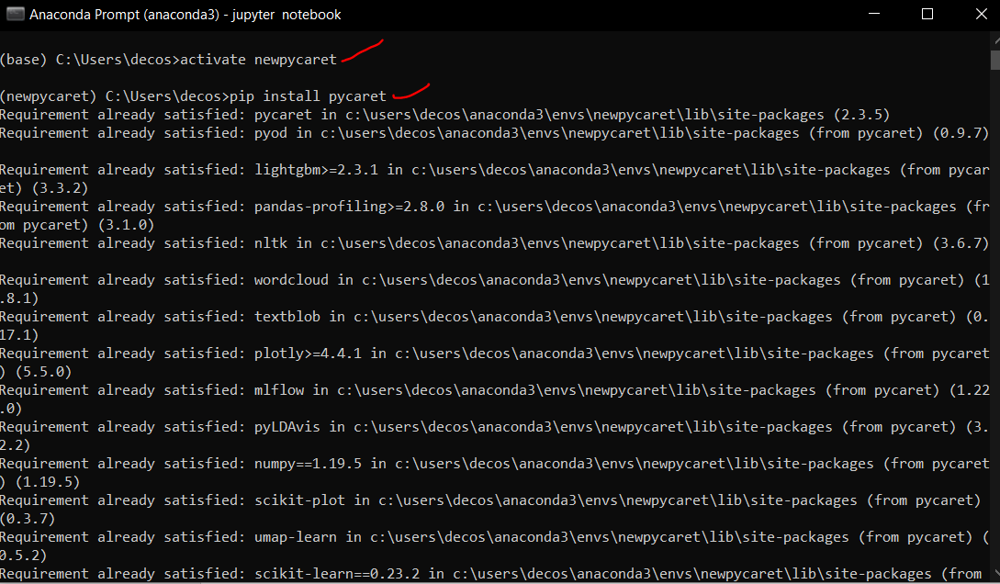 Anaconda Prompt (anaconda3) - jupyter  notebook
(base) C:\Users\decos>activate newpycaret
(newpycaret) C:\Users\decos>pip install pycaret
Requirement already satisfied: pycaret in c:\users\decos\anaconda3\envs\newpycaret\lib\site-packages (2.3.5)
Requirement already satisfied: pyod in c:\users\decos\anaconda3\envs\newpycaret\lib\site-packages (from pycaret) (0.9.7)
Requirement already satisfied: lightgbm>=2.3.1 in c:\users\decos\anaconda3\envs\newpycaret\lib\site-packages (from pycar
et) (3.3.2)
Requirement already satisfied: pandas-profiling>=2.8.0 in c:\users\decos\anaconda3\envs\newpycaret\lib\site-packages (fr
om pycaret) (3.1.0)
Requirement already satisfied: nltk in c:\users\decos\anaconda3\envs\newpycaret\lib\site-packages (from pycaret) (3.6.7)
Requirement already satisfied: wordcloud in c:\users\decos\anaconda3\envs\newpycaret\lib\site-packages (from pycaret) (1
.8.1)
Requirement already satisfied: textblob in c:\users\decos\anaconda3\envs\newpycaret\lib\site-packages (from pycaret) (0.
17.1)
Requirement already satisfied: plotly>=4.4.1 in c:\users\decos\anaconda3\envs\newpycaret\lib\site-packages (from pycaret
) (5.5.0)
Requirement already satisfied: mlflow in c:\users\decos\anaconda3\envs\newpycaret\lib\site-packages (from pycaret) (1.22
.0)
Requirement already satisfied: pyLDAvis in c:\users\decos\anaconda3\envs\newpycaret\lib\site-packages (from pycaret) (3.
2.2)
Requirement already satisfied: numpy==1.19.5 in c:\users\decos\anaconda3\envs\newpycaret\lib\site-packages (from pycaret
) (1.19.5)
Requirement already satisfied: scikit-plot in c:\users\decos\anaconda3\envs\newpycaret\lib\site-packages (from pycaret)
(0.3.7)
Requirement already satisfied: umap-learn in c:\users\decos\anaconda3\envs\newpycaret\lib\site-packages (from pycaret) (
0.5.2)
Requirement already satisfied: scikit-learn==0.23.2 in c:\users\decos\anaconda3\envs\newpycaret\lib\site-packages (from